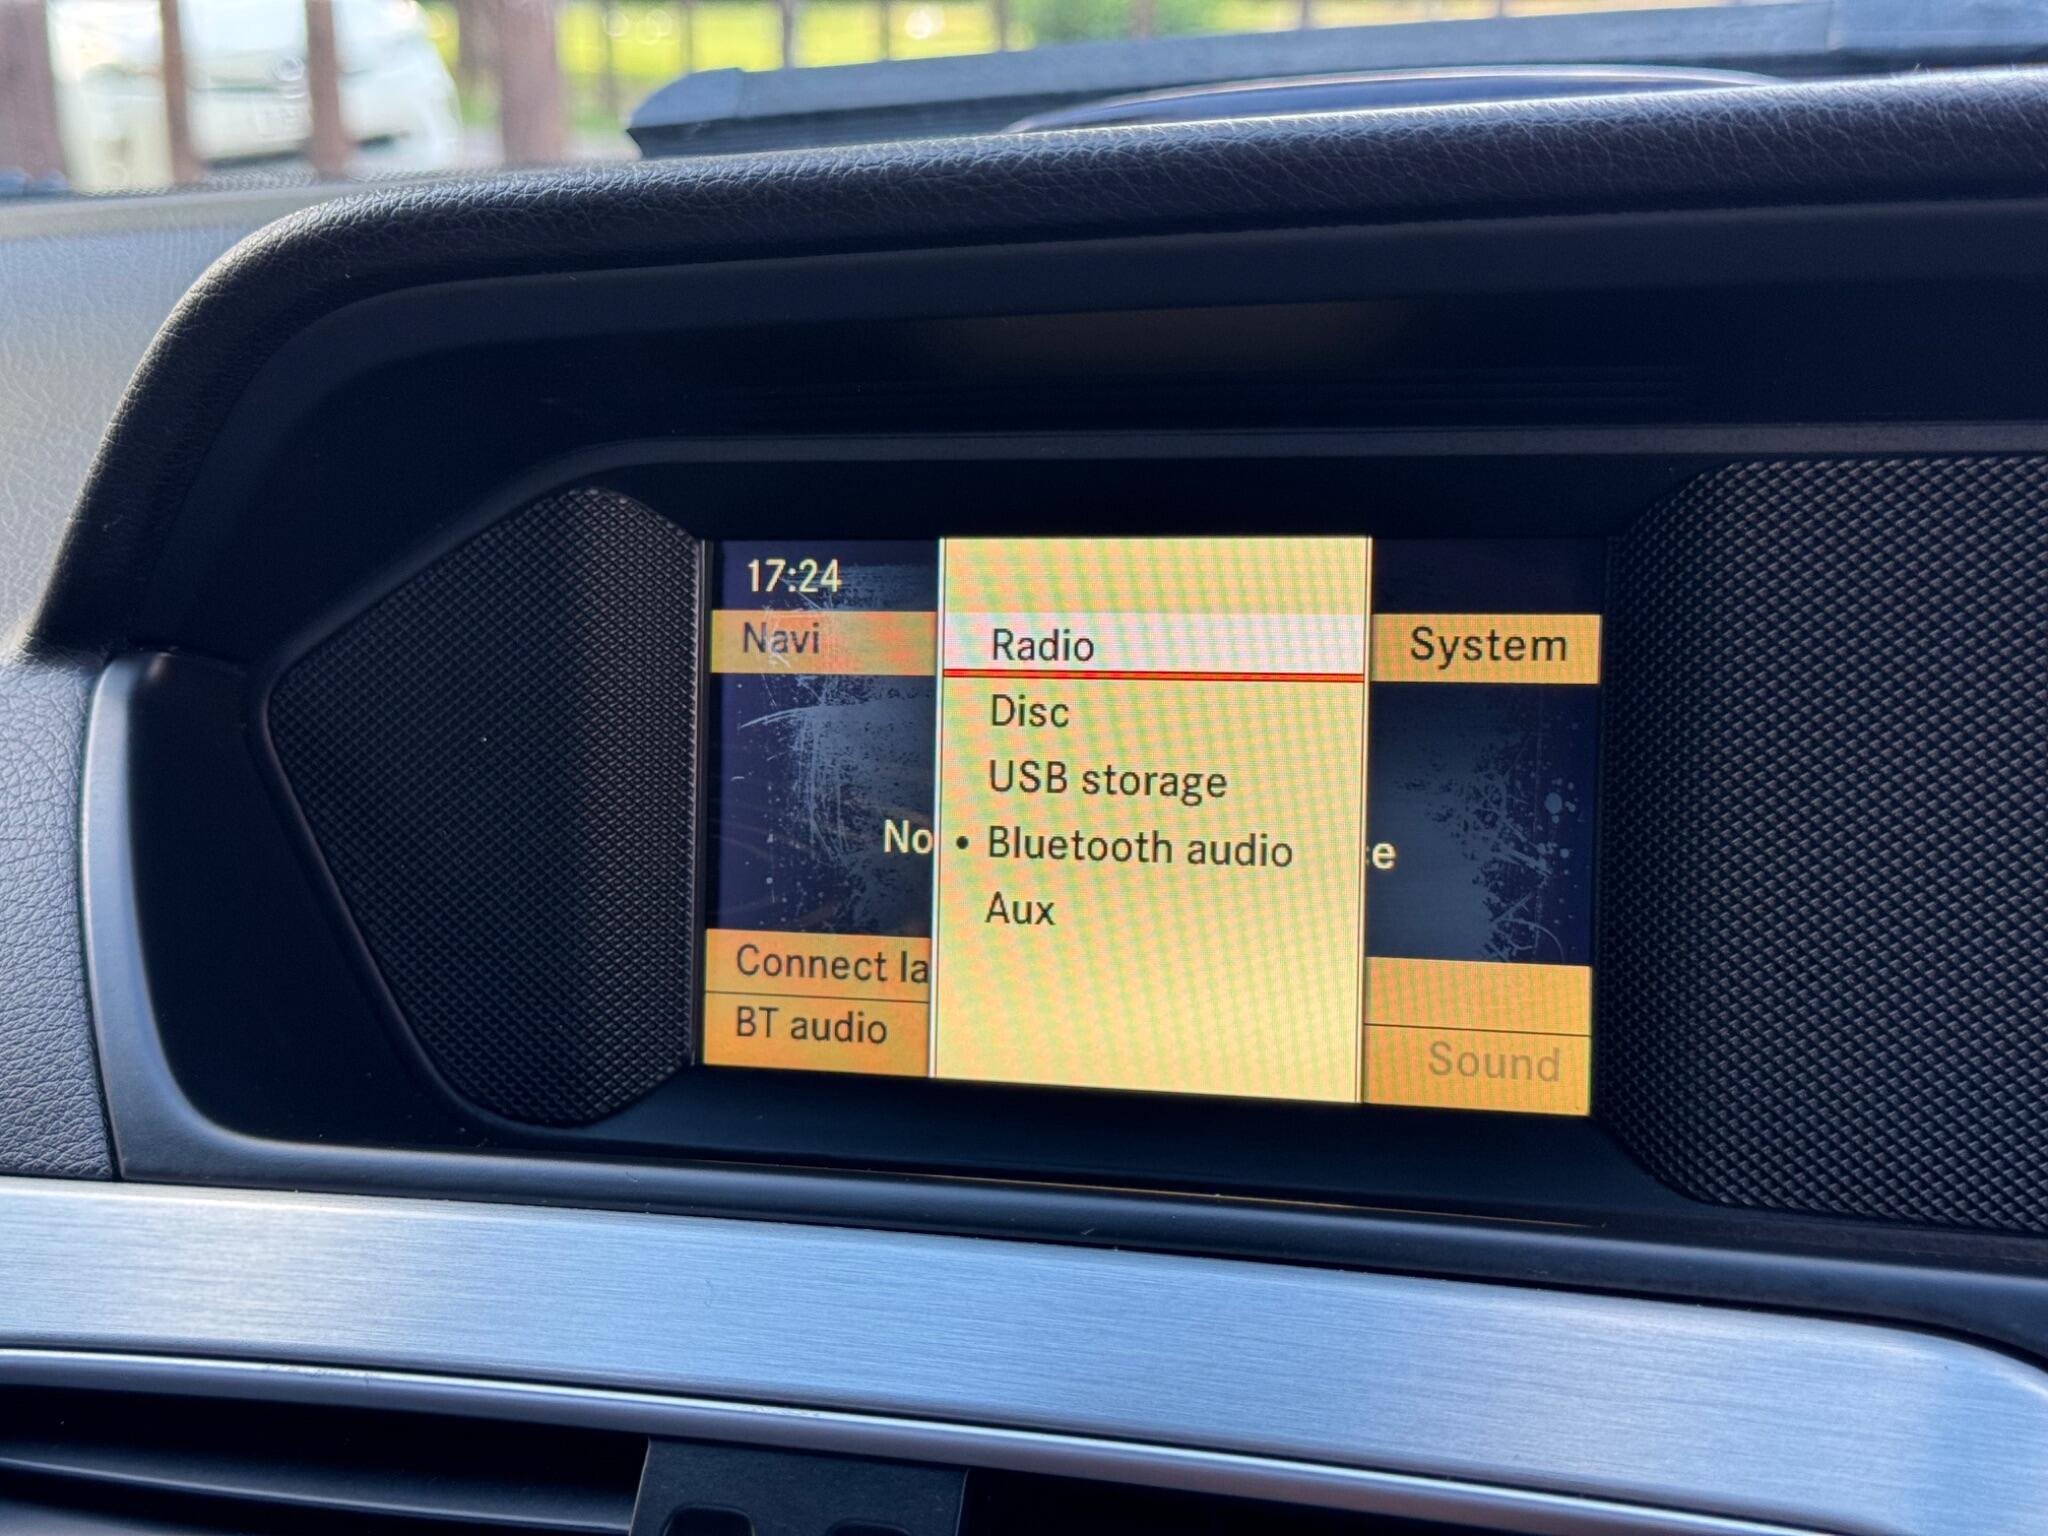 17:24
Navi
Radio
System
Disc
USB storage
No • Bluetooth audio e
Aux
Connect la
BT audio
Sound